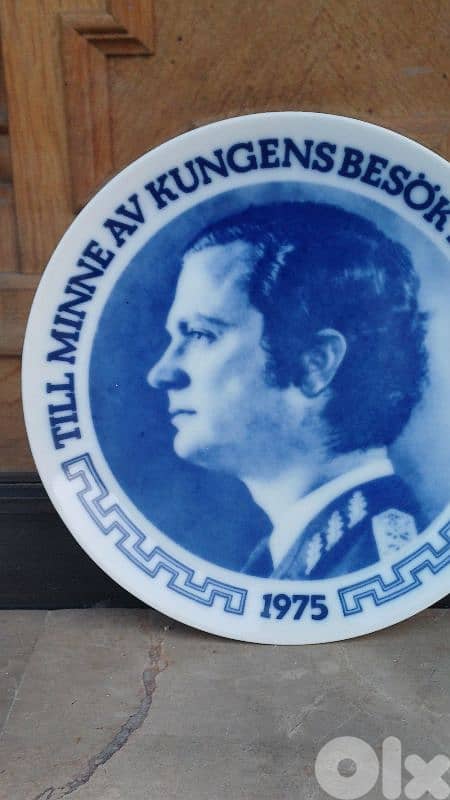 TILL MINNE AV KUNGENS BESÖK
1975
OLX